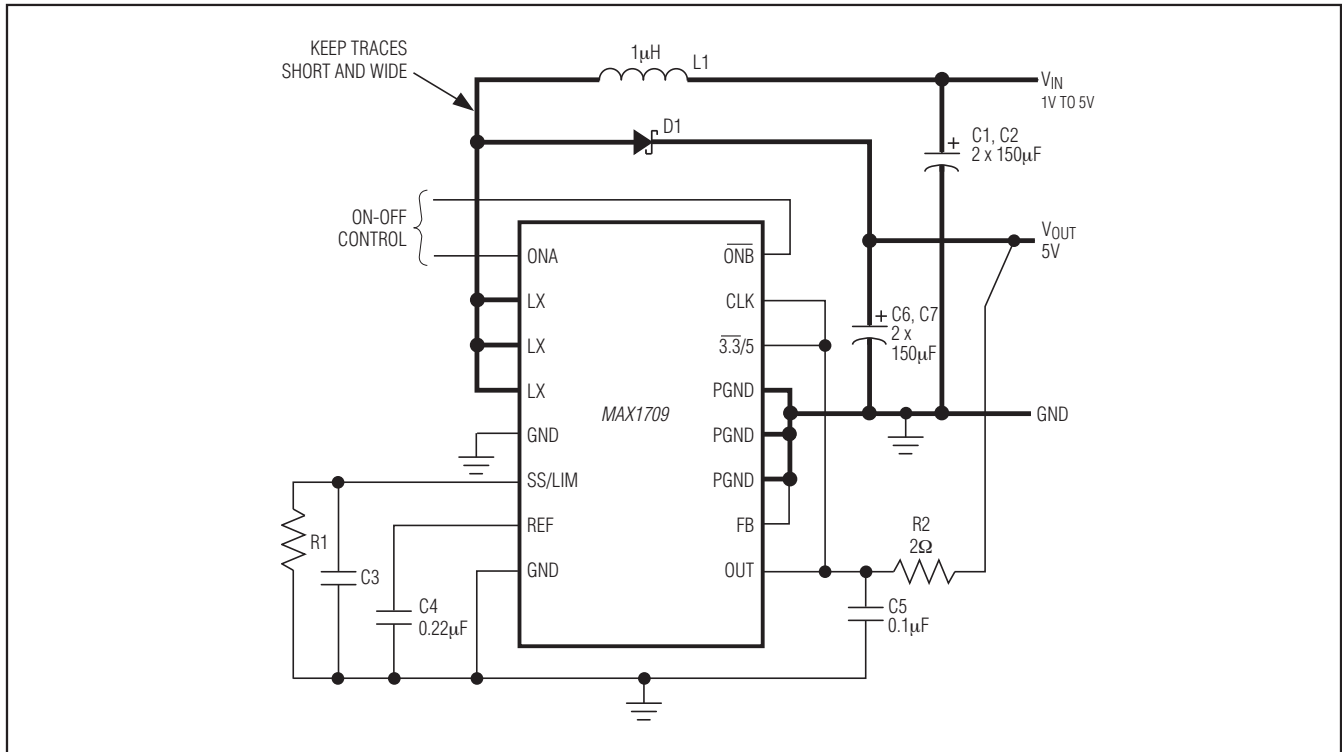 KEEP TRACES
SHORT AND WIDE
1µH
L1
VIN
1V TO 5V
D1
C1, C2
2 x 150µF
+
ON-OFF
CONTROL
VOUT
5V
ONA
ONB
LX
CLK
+
C6, C7
2 x
150µF
LX
3.3/5
LX
PGND
MAX1709
GND
GND
PGND
SS/LIM
PGND
R1
REF
FB
R2
2Ω
C3
GND
OUT
C4
0.22µF
C5
0.1µF